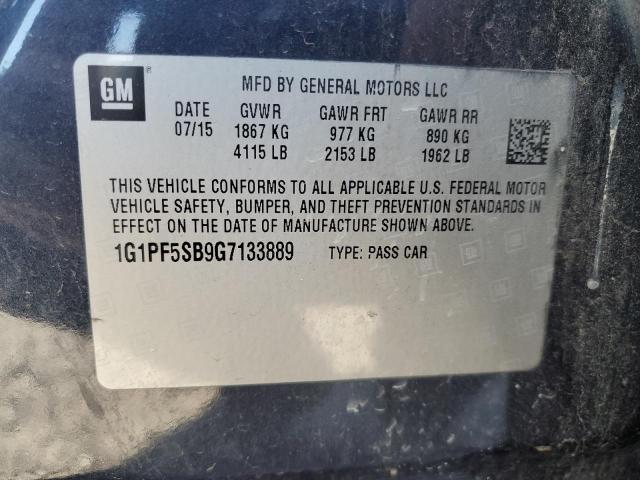 GM®
MFD BY GENERAL MOTORS LLC
DATE GVWR GAWR FRT GAWR RR
07/15 1867 KG 977 KG 890 KG
4115 LB 2153 LB 1962 LB
THIS VEHICLE CONFORMS TO ALL APPLICABLE U.S. FEDERAL MOTOR
VEHICLE SAFETY, BUMPER, AND THEFT PREVENTION STANDARDS IN
EFFECT ON THE DATE OF MANUFACTURE SHOWN ABOVE.
1G1PF5SB9G7133889 TYPE: PASS CAR